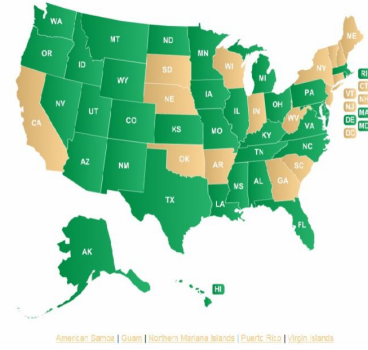 WA
MT
ND
MN
ME
OR
ID
WY
SD
WI
MI
NY
RI
CT
VT
NJ
MA
DE
MD
DC
NV
UT
CO
NE
IA
IL
IN
OH
PA
WV
VA
CA
KS
MO
KY
NC
TN
SC
AZ
NM
OK
AR
MS
AL
GA
TX
LA
FL
AK
HI
American Samoa | Guam | Northern Mariana Islands | Puerto Rico | Virgin Islands